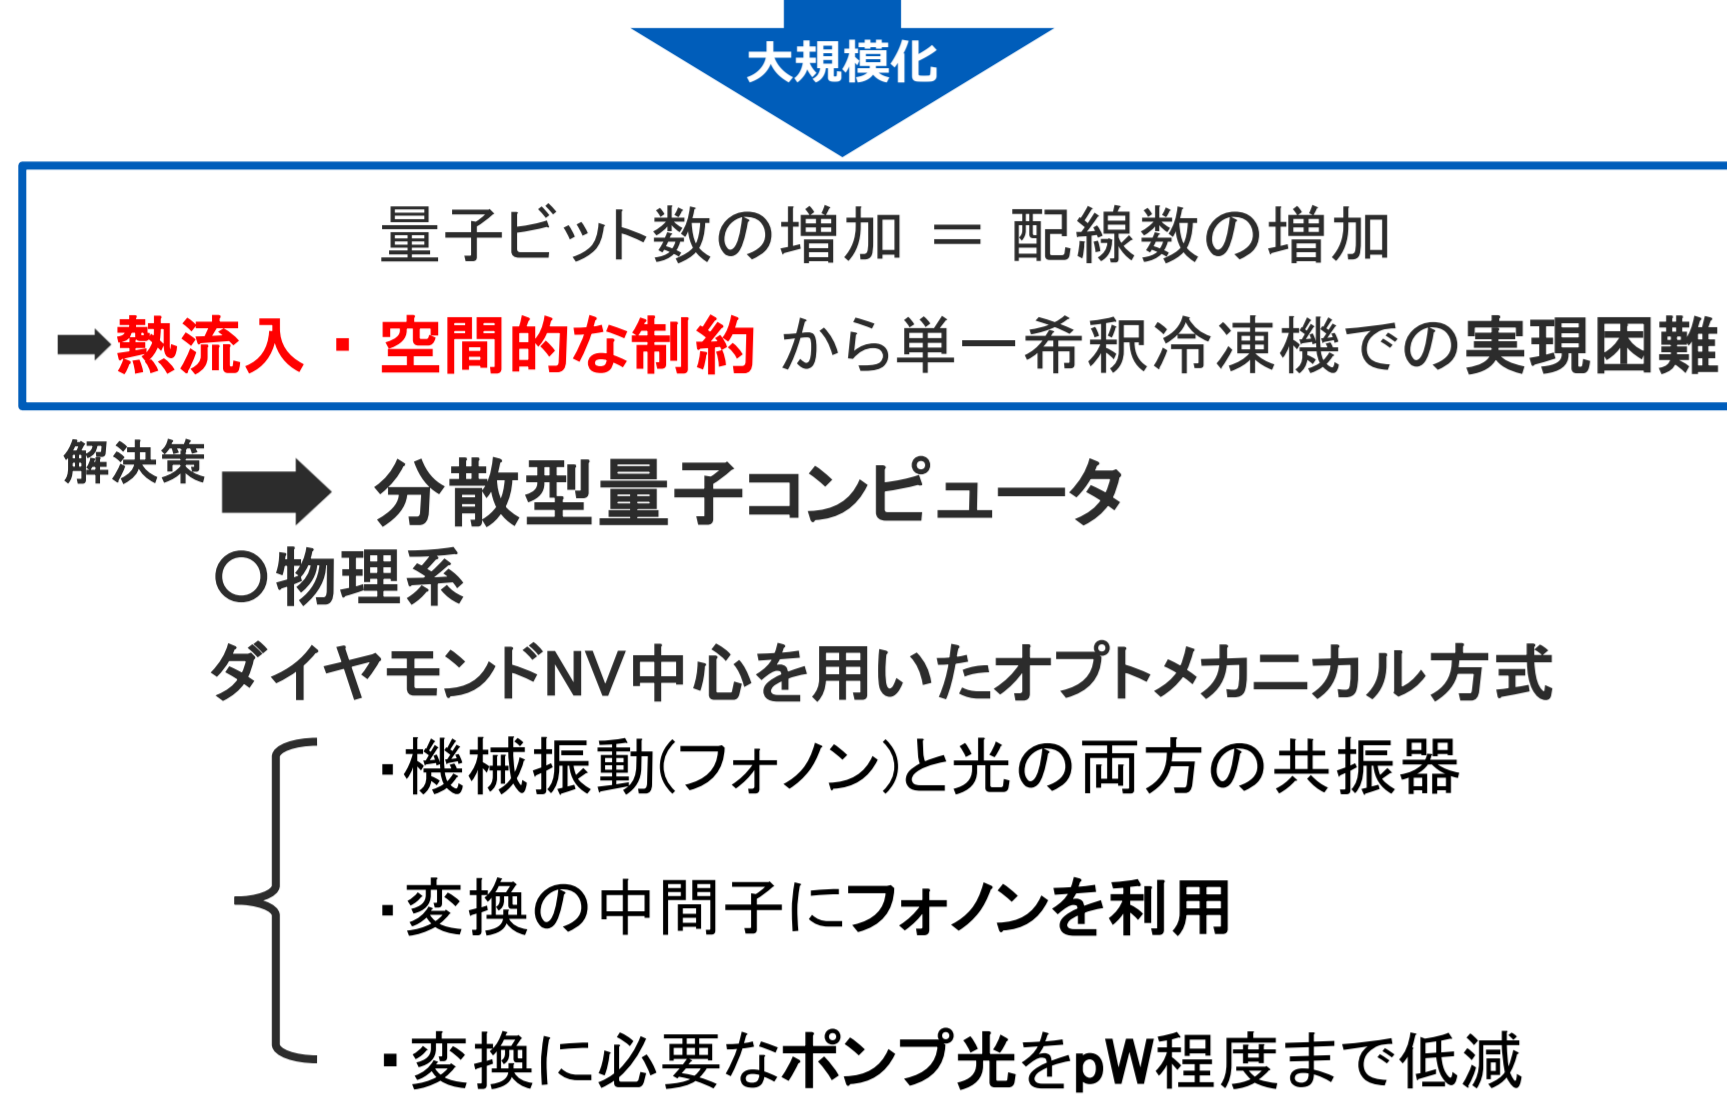 大規模化
量子ビット数の増加 ＝ 配線数の増加
➡熱流入・空間的な制約 から単一希釈冷凍機での実現困難
解決策
➡ 分散型量子コンピュータ
〇物理系
ダイヤモンドNV中心を用いたオプトメカニカル方式
・機械振動(フォノン)と光の両方の共振器
・変換の中間子にフォノンを利用
・変換に必要なポンプ光をpW程度まで低減